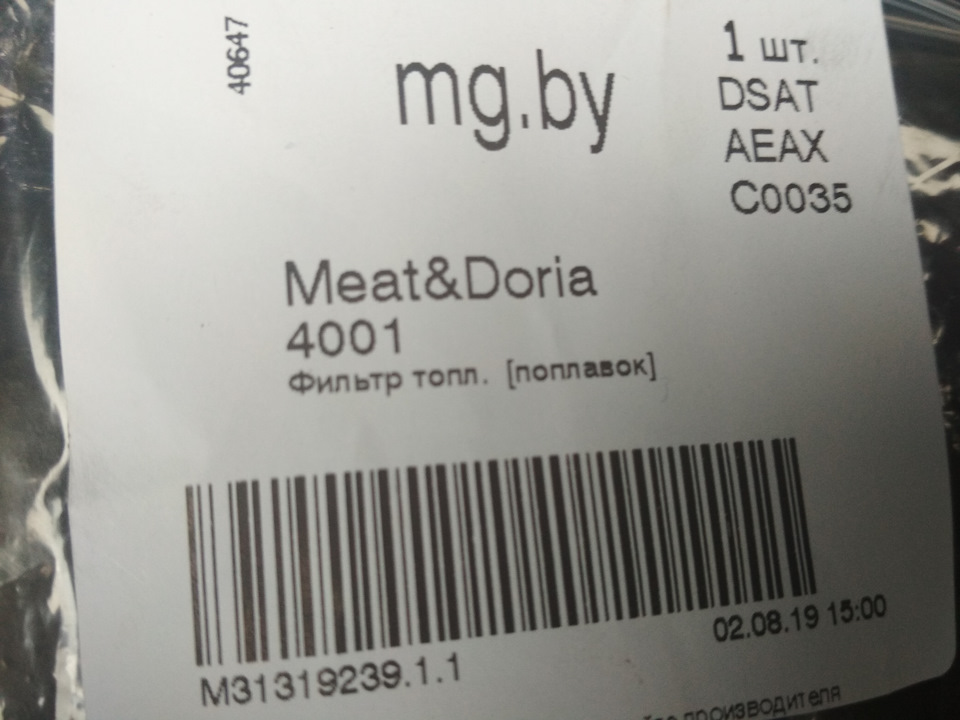 40647
mg.by
1 шт.
DSAT
AEAX
C0035
Meat&Doria
4001
Фильтр топл. [поплавок]
02.08.19 15:00
M31319239.1.1
производителя